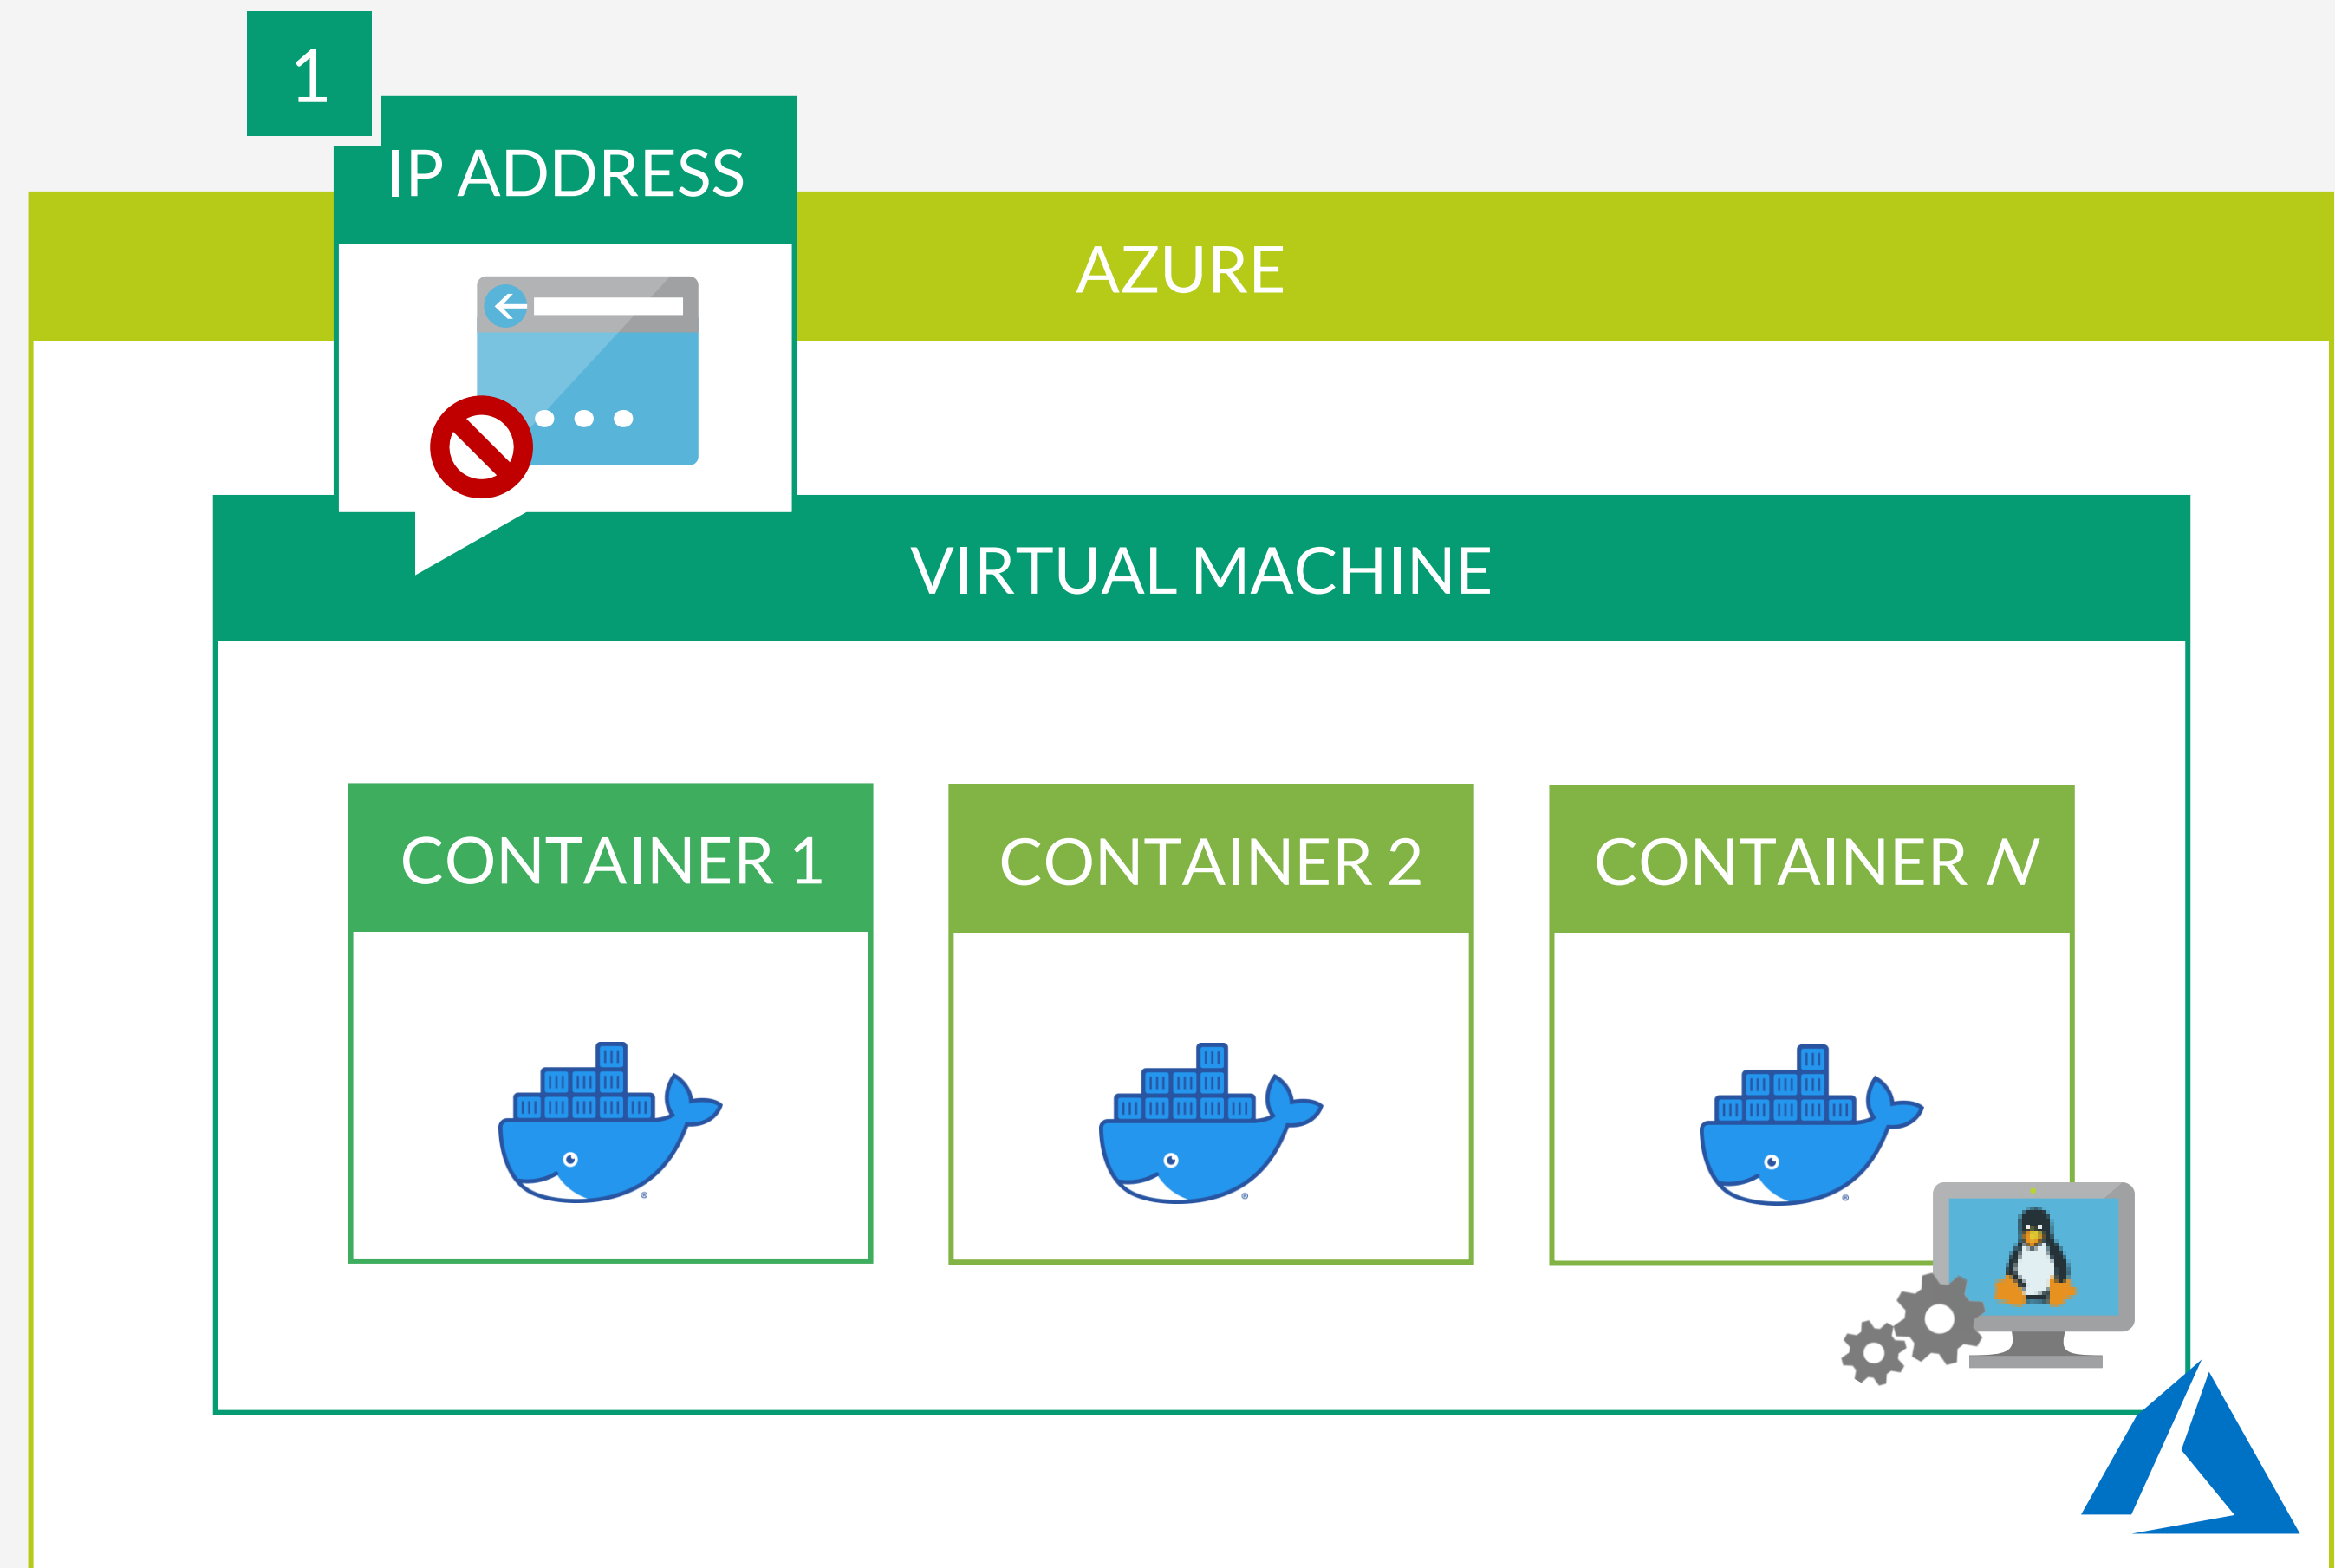 1
IP ADDRESS
AZURE
VIRTUAL MACHINE
CONTAINER 1
CONTAINER 2
CONTAINER N